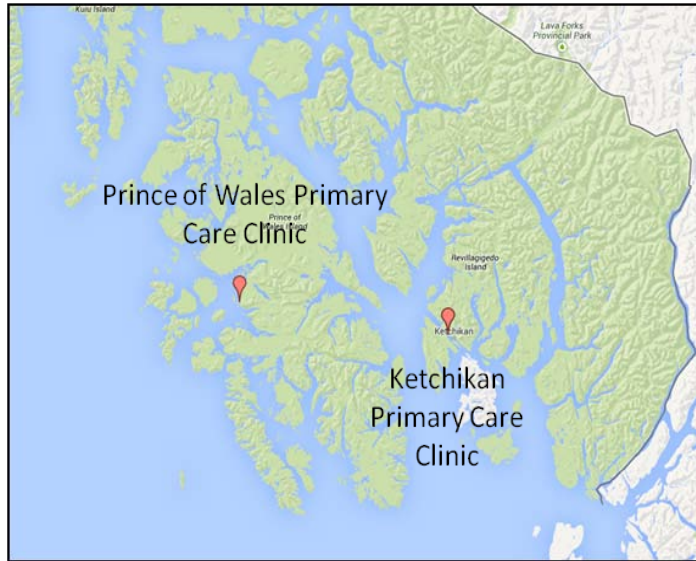 Kuiu Island
Lava Forks
Provincial Park
Prince of Wales Primary
Care Clinic
Prince of
Wales Island
Revillagigedo
Island
Ketchikan
Ketchikan
Primary Care
Clinic